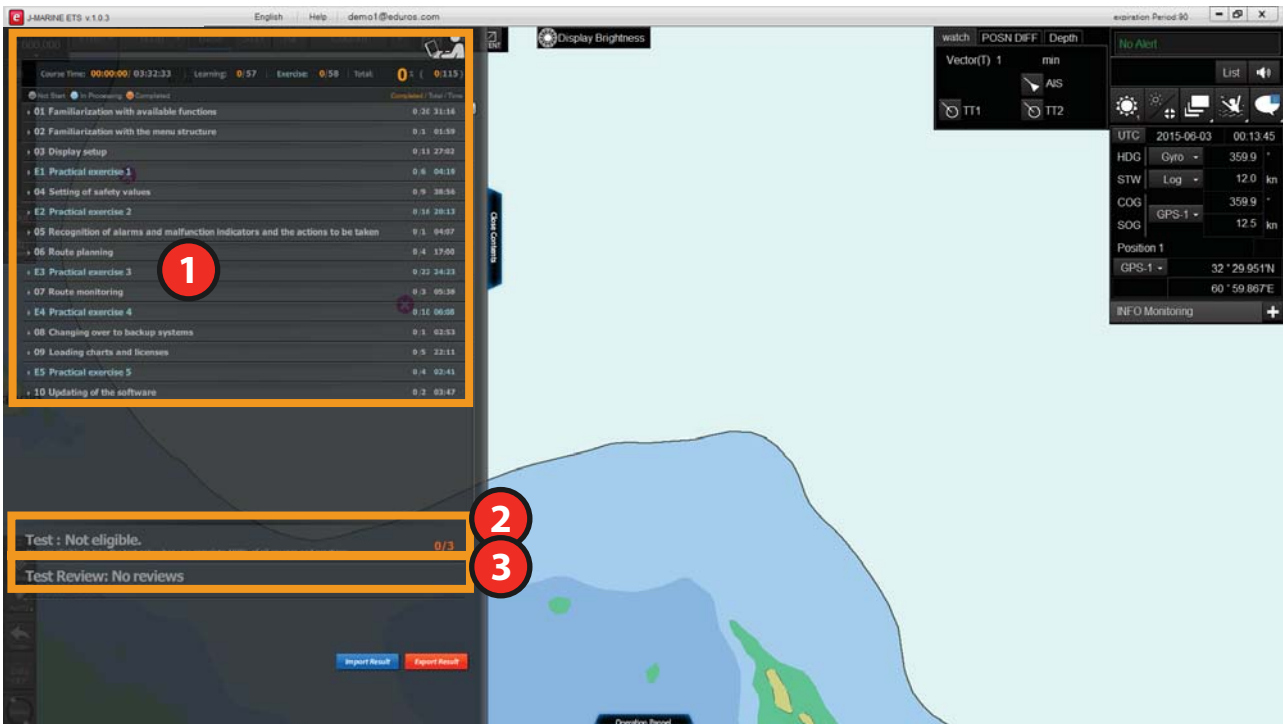 J-MARINE ETS v.1.0.3 English Help demo1@eduros.com expiration Period:90
Display Brightness
Course Time: 00:00:00/ 03:32:33 Learning: 0/57 Exercise: 0/58 Total: 0% ( 0/115)
Not Start In Processing Completed Completed / Total / Time
01 Familiarization with available functions 0/26 31:16
02 Familiarization with the menu structure 0/1 01:59
03 Display setup 0/11 27:02
E1 Practical exercise 1 0/6
04 Setting of safety values 0/9 38:56
E2 Practical exercise 2 0/16 20:13
05 Recognition of alarms and malfunction indicators and the actions to be taken 0/1 04:07
06 Route planning 0/4 17:00
E3 Practical exercise 3
07 Route monitoring 0/3 05:38
E4 Practical exercise 4 06:08
08 Changing over to backup systems 0/1 02:53
09 Loading charts and licenses 0/5 22:11
E5 Practical exercise 5 0/4 02:41
10 Updating of the software 0/2 03:47
1
Close Contents
Test : Not eligible.
0/3
2
Test Review: No reviews
3
Import Result Export Result
Operation Pannel
watch POSN DIFF Depth
Vector(T) 1 min
AIS
TT1 TT2
No Alert
List
UTC 2015-06-03 00:13:45
HDG Gyro 359.9 °
STW Log 12.0 kn
COG 359.9 °
GPS-1
SOG 12.5 kn
Position 1
GPS-1 32 ° 29.951'N
60 ° 59.867'E
INFO Monitoring +